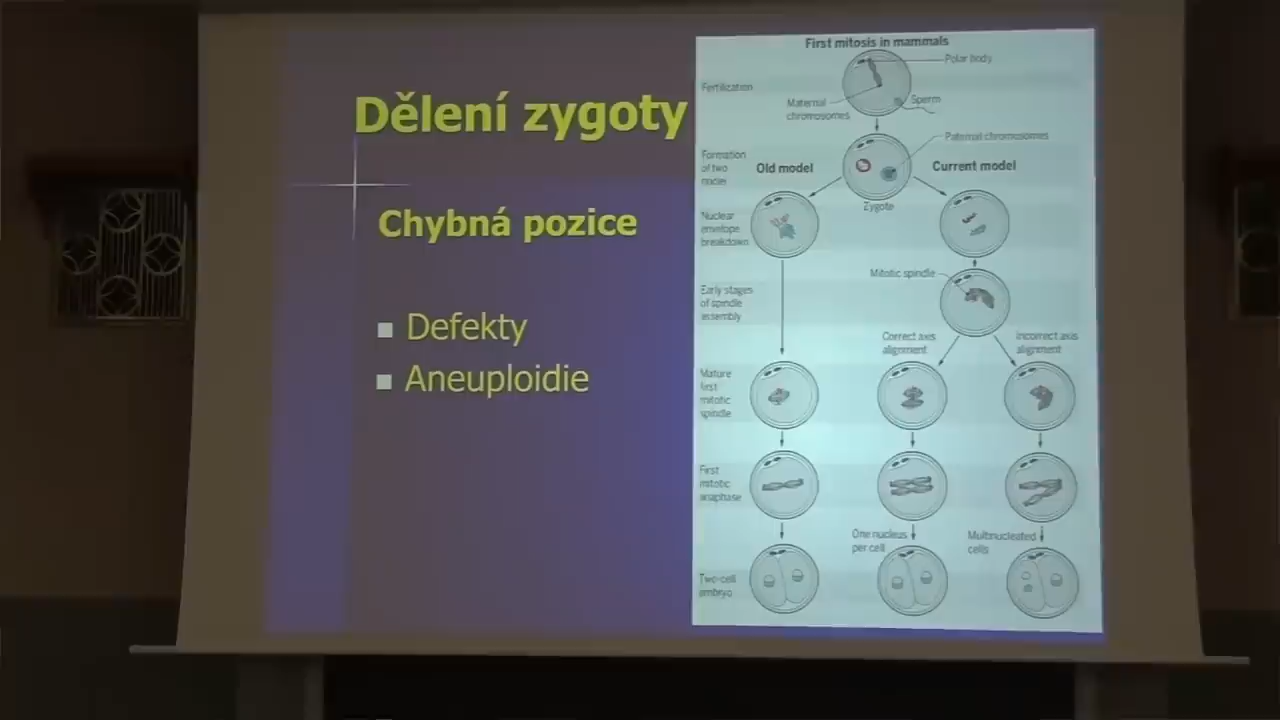 Dělení zygoty
Chybná pozice
Defekty
Aneuploidie
First mitosis in mammals
Polar body
Fertilization
Maternal
chromosomes
Sperm
Paternal chromosomes
Formation
of two
nuclei
Old model
Current model
Zygote
Nuclear
envelope
breakdown
Mitotic spindle
Early stages
of spindle
assembly
Correct axis
alignment
Incorrect axis
alignment
Mature
first
mitotic
spindle
First
mitotic
anaphase
One nucleus
per cell
Multinucleated
cells
Two-cell
embryo